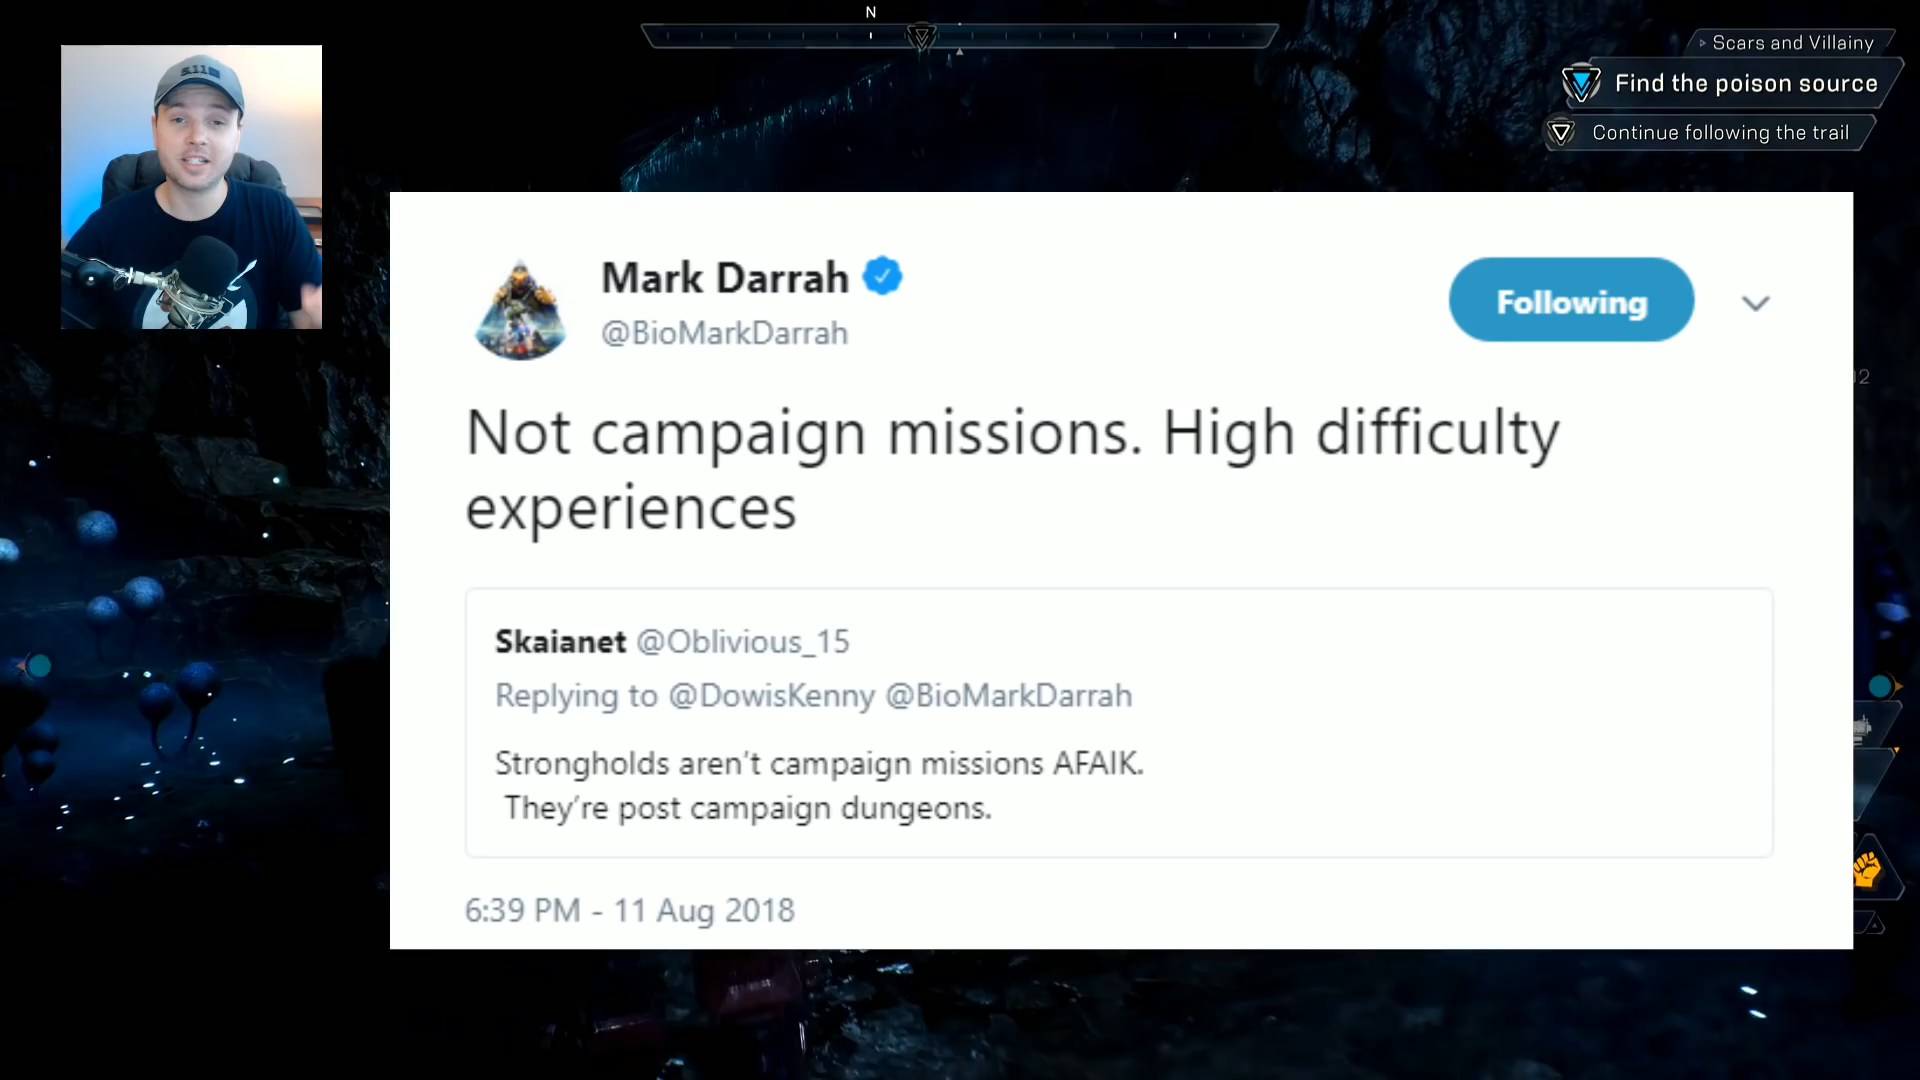 N
Scars and Villainy
Find the poison source
Continue following the trail
5.11
Mark Darrah
@BioMarkDarrah
Following
Not campaign missions. High difficulty
experiences
Skaianet @Oblivious_15
Replying to @DowisKenny @BioMarkDarrah
Strongholds aren't campaign missions AFAIK.
They're post campaign dungeons.
6:39 PM - 11 Aug 2018